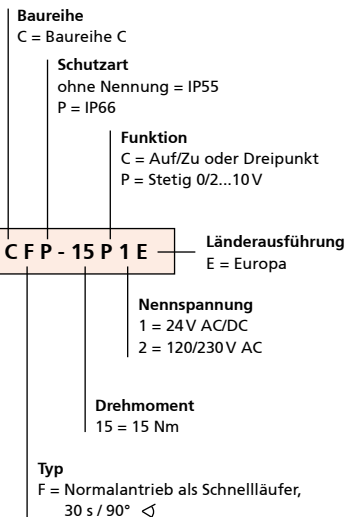 Baureihe
C = Baureihe C
Schutzart
ohne Nennung = IP55
P = IP66
Funktion
C = Auf/Zu oder Dreipunkt
P = Stetig 0/2...10 V
C F P - 15 P 1 E
Länderausführung
E = Europa
Nennspannung
1 = 24 V AC/DC
2 = 120/230 V AC
Drehmoment
15 = 15 Nm
Typ
F = Normalantrieb als Schnellläufer,
30 s / 90° ∢